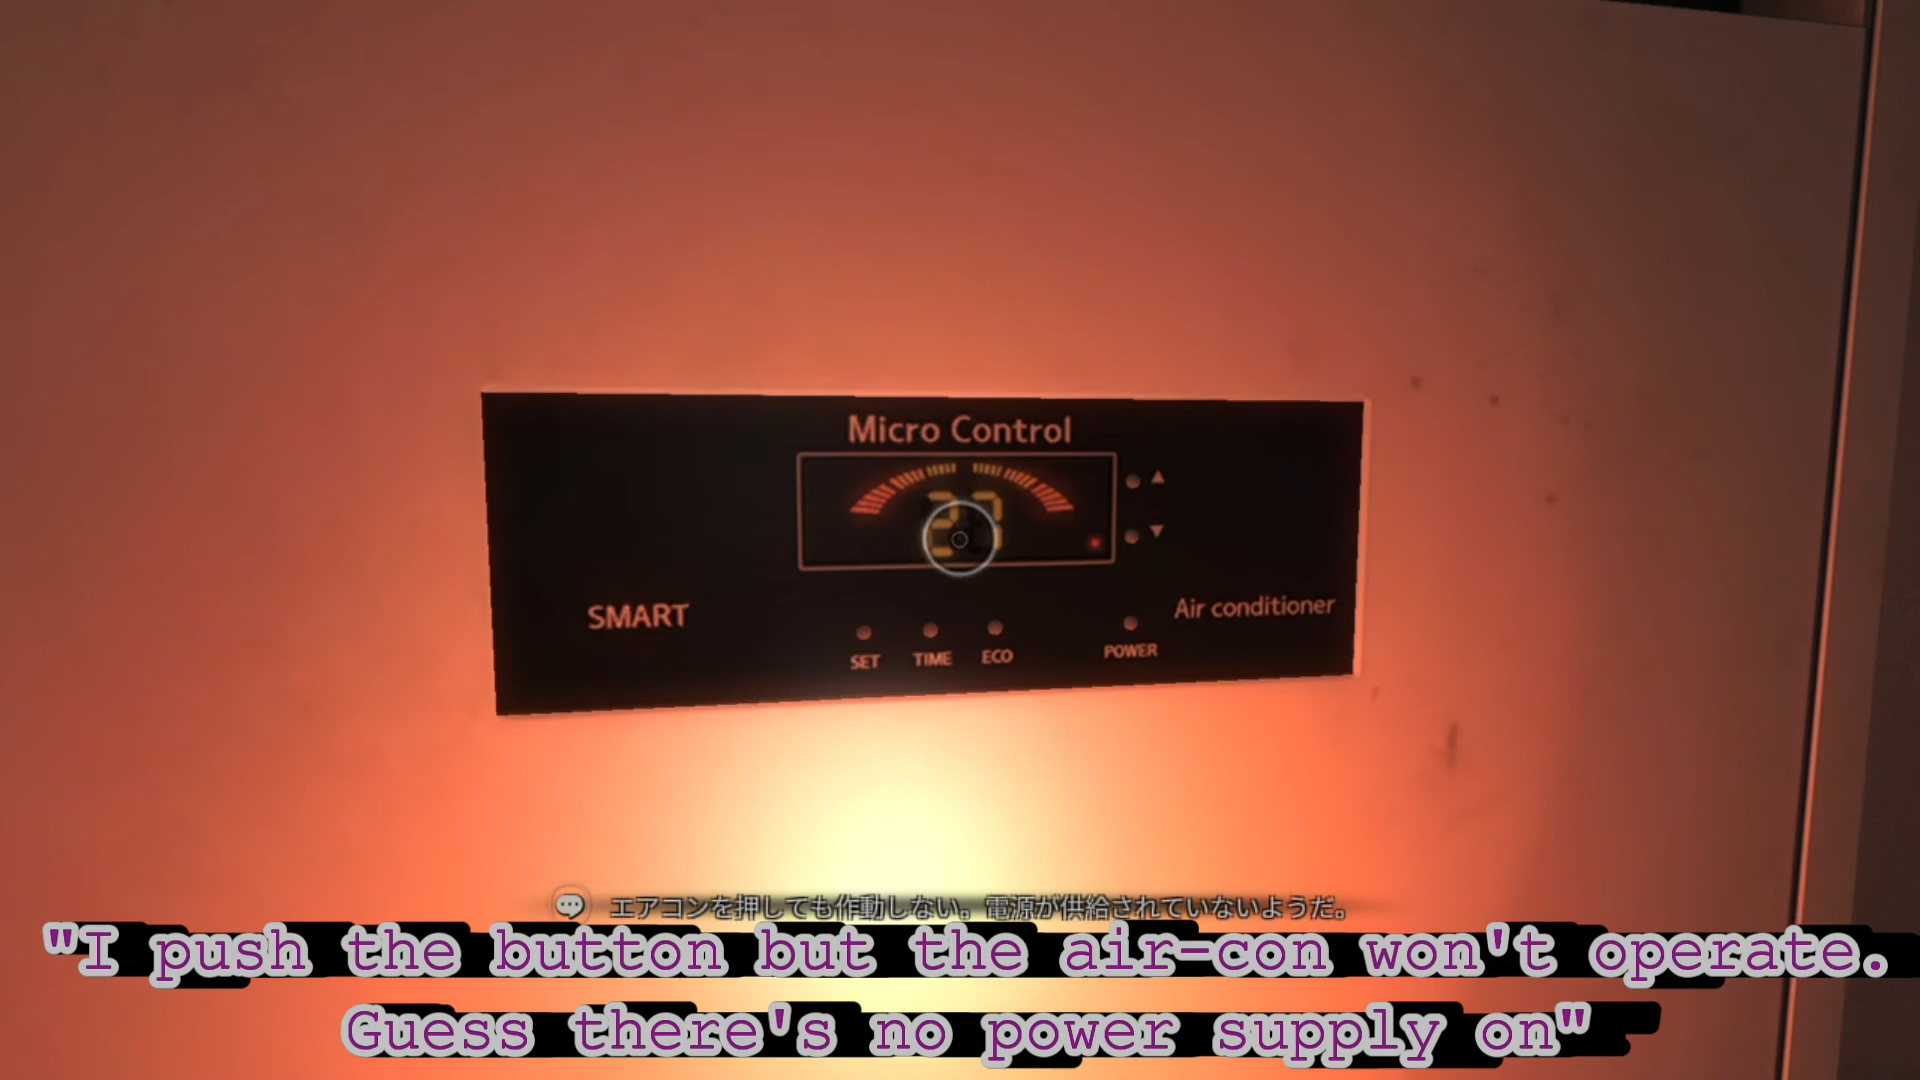 Micro Control
27
SMART
Air conditioner
SET TIME ECO POWER
エアコンを押しても作動しない。電源が供給されていないようだ。
"I push the button but the air-con won't operate.
Guess there's no power supply on"